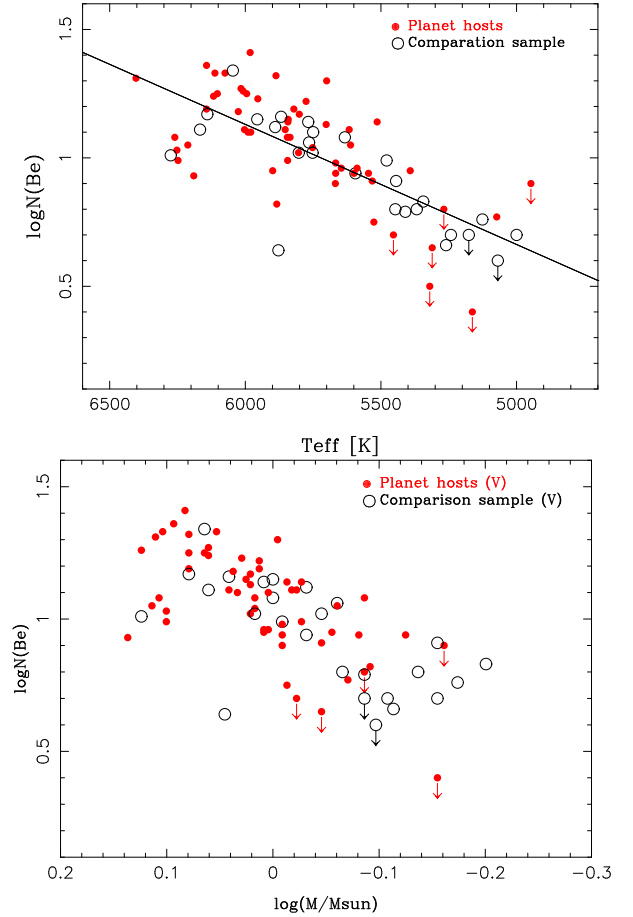 Planet hosts
Comparation sample
1.5
1
0.5
logN(Be)
6500 6000 5500 5000
Teff [K]
Planet hosts (V)
Comparison sample (V)
1.5
1
0.5
logN(Be)
0.2 0.1 0 -0.1 -0.2 -0.3
log(M/Msun)